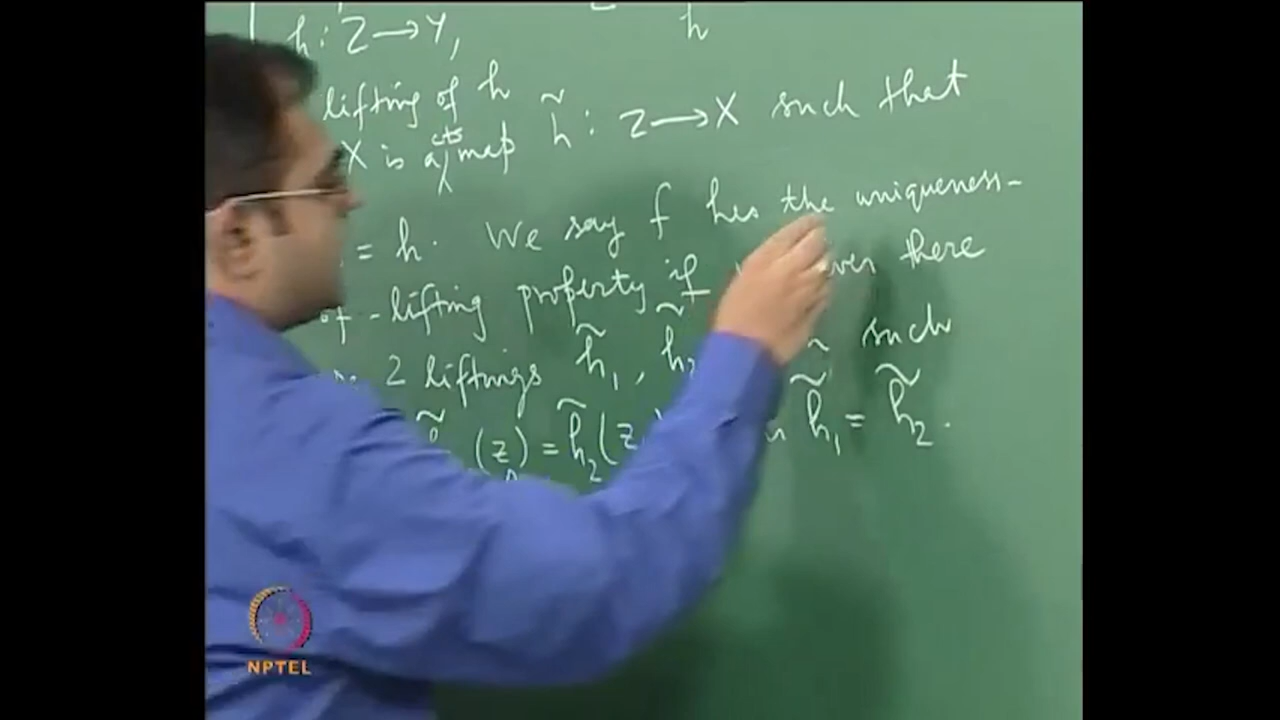 h
h : Z → Y,
lifting of h
X is a cts map h̃ : Z → X such that
= h. We say f has the uniqueness-
of-lifting property if there
2 liftings h̃₁, h̃₂ such
(z) = h̃₂(z) h̃₁ = h̃₂.
NPTEL